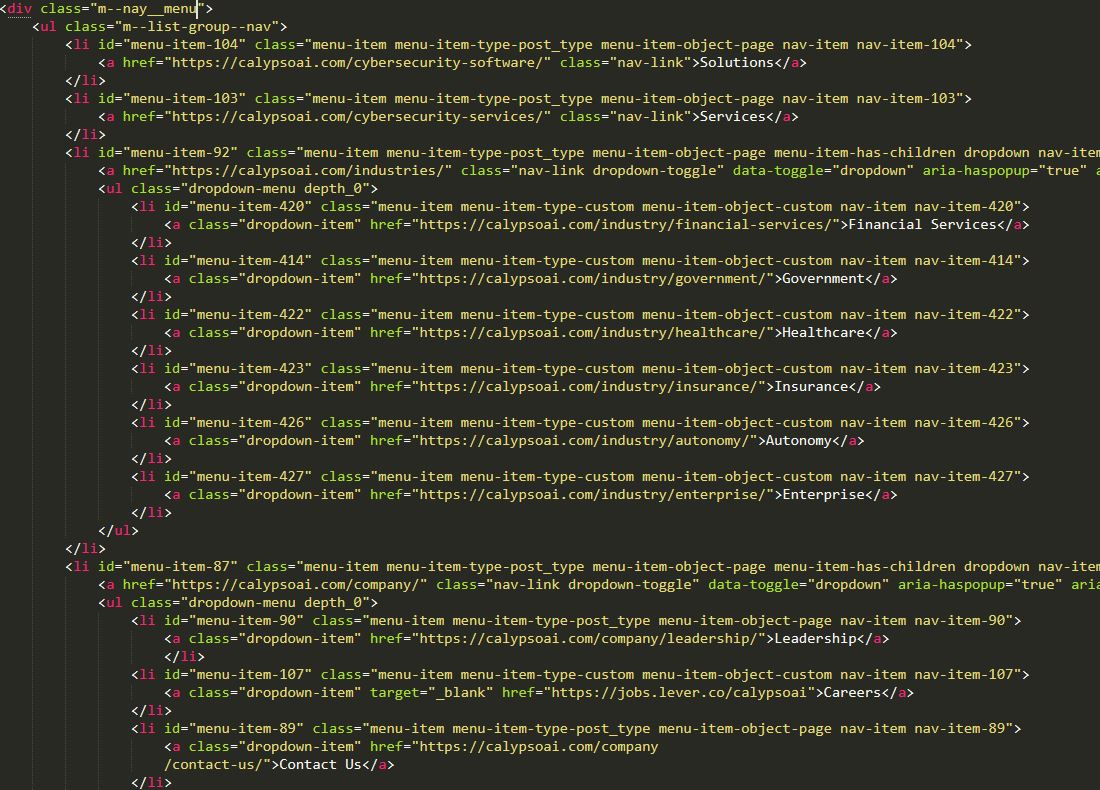 <div class="m--nay__menu">
<ul class="m--list-group--nav">
<li id="menu-item-104" class="menu-item menu-item-type-post_type menu-item-object-page nav-item nav-item-104">
<a href="https://calypsoai.com/cybersecurity-software/" class="nav-link">Solutions</a>
</li>
<li id="menu-item-103" class="menu-item menu-item-type-post_type menu-item-object-page nav-item nav-item-103">
<a href="https://calypsoai.com/cybersecurity-services/" class="nav-link">Services</a>
</li>
<li id="menu-item-92" class="menu-item menu-item-type-post_type menu-item-object-page menu-item-has-children dropdown nav-item
<a href="https://calypsoai.com/industries/" class="nav-link dropdown-toggle" data-toggle="dropdown" aria-haspopup="true" a
<ul class="dropdown-menu depth_0">
<li id="menu-item-420" class="menu-item menu-item-type-custom menu-item-object-custom nav-item nav-item-420">
<a class="dropdown-item" href="https://calypsoai.com/industry/financial-services/">Financial Services</a>
</li>
<li id="menu-item-414" class="menu-item menu-item-type-custom menu-item-object-custom nav-item nav-item-414">
<a class="dropdown-item" href="https://calypsoai.com/industry/government/">Government</a>
</li>
<li id="menu-item-422" class="menu-item menu-item-type-custom menu-item-object-custom nav-item nav-item-422">
<a class="dropdown-item" href="https://calypsoai.com/industry/healthcare/">Healthcare</a>
</li>
<li id="menu-item-423" class="menu-item menu-item-type-custom menu-item-object-custom nav-item nav-item-423">
<a class="dropdown-item" href="https://calypsoai.com/industry/insurance/">Insurance</a>
</li>
<li id="menu-item-426" class="menu-item menu-item-type-custom menu-item-object-custom nav-item nav-item-426">
<a class="dropdown-item" href="https://calypsoai.com/industry/autonomy/">Autonomy</a>
</li>
<li id="menu-item-427" class="menu-item menu-item-type-custom menu-item-object-custom nav-item nav-item-427">
<a class="dropdown-item" href="https://calypsoai.com/industry/enterprise/">Enterprise</a>
</li>
</ul>
</li>
<li id="menu-item-87" class="menu-item menu-item-type-post_type menu-item-object-page menu-item-has-children dropdown nav-item
<a href="https://calypsoai.com/company/" class="nav-link dropdown-toggle" data-toggle="dropdown" aria-haspopup="true" aria
<ul class="dropdown-menu depth_0">
<li id="menu-item-90" class="menu-item menu-item-type-post_type menu-item-object-page nav-item nav-item-90">
<a class="dropdown-item" href="https://calypsoai.com/company/leadership/">Leadership</a>
</li>
<li id="menu-item-107" class="menu-item menu-item-type-custom menu-item-object-custom nav-item nav-item-107">
<a class="dropdown-item" target="_blank" href="https://jobs.lever.co/calypsoai">Careers</a>
</li>
<li id="menu-item-89" class="menu-item menu-item-type-post_type menu-item-object-page nav-item nav-item-89">
<a class="dropdown-item" href="https://calypsoai.com/company
/contact-us/">Contact Us</a>
</li>